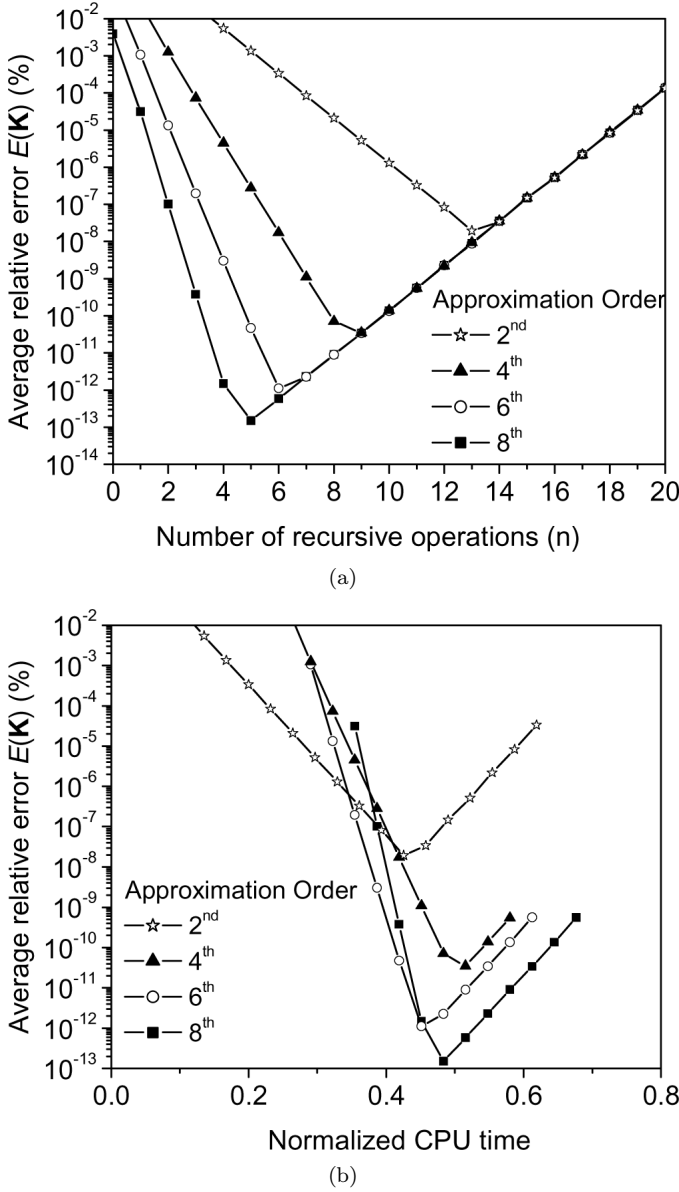 10^-2
10^-3
10^-4
10^-5
10^-6
10^-7
10^-8
10^-9
10^-10
10^-11
10^-12
10^-13
10^-14
Average relative error E(K) (%)
Approximation Order
2nd
4th
6th
8th
0 2 4 6 8 10 12 14 16 18 20
Number of recursive operations (n)
(a)
10^-2
10^-3
10^-4
10^-5
10^-6
10^-7
10^-8
10^-9
10^-10
10^-11
10^-12
10^-13
Average relative error E(K) (%)
Approximation Order
2nd
4th
6th
8th
0.0 0.2 0.4 0.6 0.8
Normalized CPU time
(b)